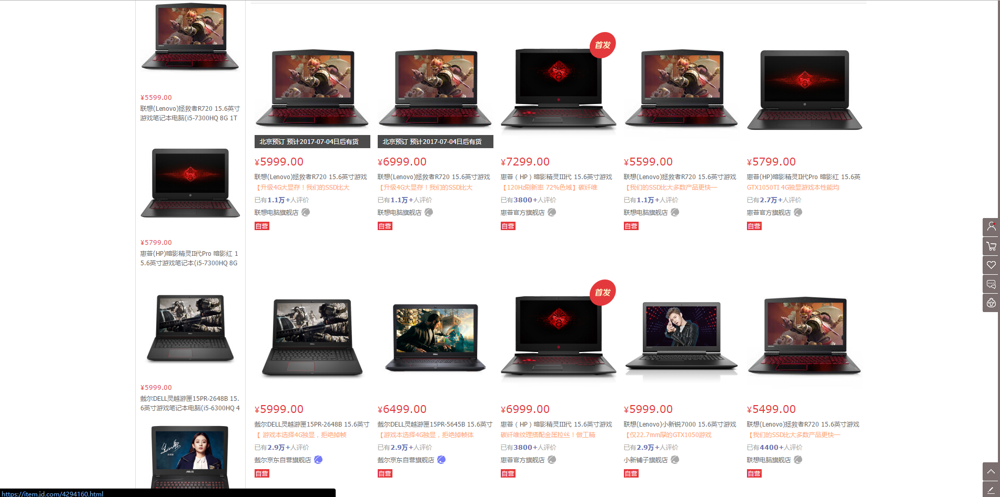 ¥5599.00
联想(Lenovo)拯救者R720 15.6英寸
游戏笔记本电脑(i5-7300HQ 8G 1T
¥5799.00
惠普(HP)暗影精灵II代Pro 暗影红 1
5.6英寸游戏笔记本(i5-7300HQ 8G
DELL
¥5999.00
戴尔DELL灵越游匣15PR-2648B 15.
6英寸游戏笔记本电脑(i5-6300HQ 4
ASUS
北京预订 预计2017-07-04日后有货
¥5999.00
联想(Lenovo)拯救者R720 15.6英寸游戏
【升级4G大显存！我们的SSD比大
已有1.1万+人评价
联想电脑旗舰店
自营
北京预订 预计2017-07-04日后有货
¥6999.00
联想(Lenovo)拯救者R720 15.6英寸游戏
【升级4G大显存！我们的SSD比大
已有1.1万+人评价
联想电脑旗舰店
自营
首发
¥7299.00
惠普（HP）暗影精灵III代 15.6英寸游戏
【120Hz刷新率 72%色域】碳纤维
已有3800+人评价
惠普官方旗舰店
自营
¥5599.00
联想(Lenovo)拯救者R720 15.6英寸游戏
【我们的SSD比大多数产品更快一
已有1.1万+人评价
联想电脑旗舰店
自营
¥5799.00
惠普(HP)暗影精灵II代Pro 暗影红 15.6英
GTX1050TI 4G独显游戏本性能均
已有2.7万+人评价
惠普官方旗舰店
自营
DELL
¥5999.00
戴尔DELL灵越游匣15PR-2648B 15.6英寸
【 游戏本选择4G独显，拒绝掉帧
已有2.9万+人评价
戴尔京东自营旗舰店
自营
DELL
¥6499.00
戴尔DELL灵越游匣15PR-5645B 15.6英寸
【游戏本选择4G独显，拒绝掉帧体
已有2.9万+人评价
戴尔京东自营旗舰店
自营
首发
¥6999.00
惠普（HP）暗影精灵III代 15.6英寸游戏
碳纤维纹理搭配金属拉丝！做工精
已有3800+人评价
惠普官方旗舰店
自营
¥5999.00
联想(Lenovo)小新锐7000 15.6英寸游戏
【仅22.7mm厚的GTX1050游戏
已有2.9万+人评价
小新铺子旗舰店
自营
¥5499.00
联想(Lenovo)拯救者R720 15.6英寸游戏
【我们的SSD比大多数产品更快一
已有4400+人评价
联想电脑旗舰店
自营
https://item.jd.com/4294160.html